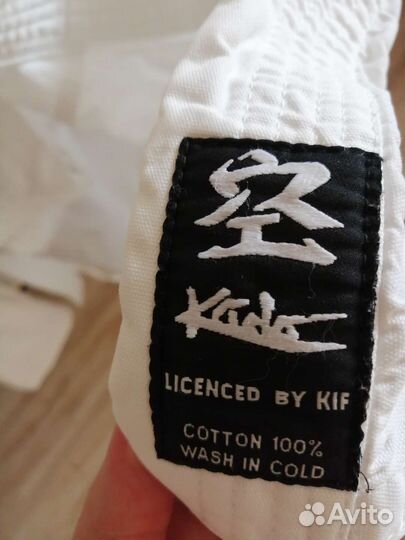 空
Kudo
LICENCED BY KIF
COTTON 100%
WASH IN COLD
Avito